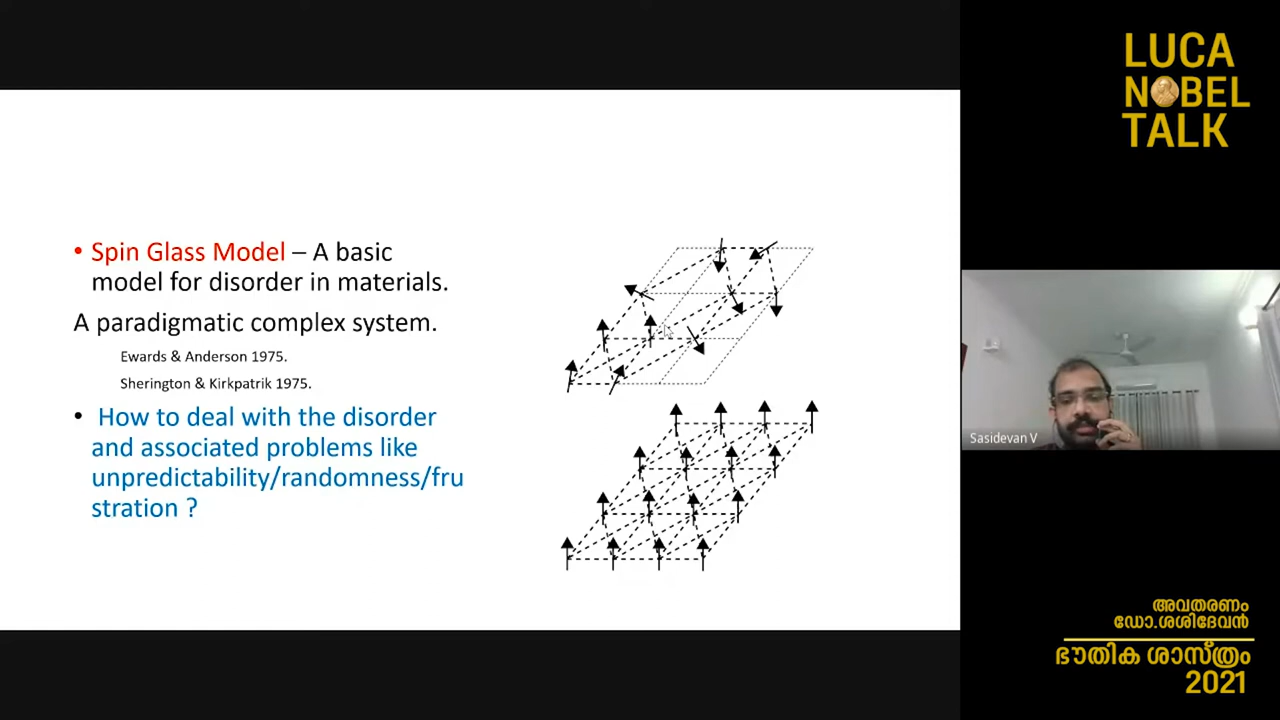 • Spin Glass Model – A basic
model for disorder in materials.
A paradigmatic complex system.
Ewards & Anderson 1975.
Sherington & Kirkpatrik 1975.
• How to deal with the disorder
and associated problems like
unpredictability/randomness/fru
stration ?
LUCA
NOBEL
TALK
Sasidevan V
അവതരണം
ഡോ.ശശിദേവൻ
ഭൗതിക ശാസ്ത്രം
2021